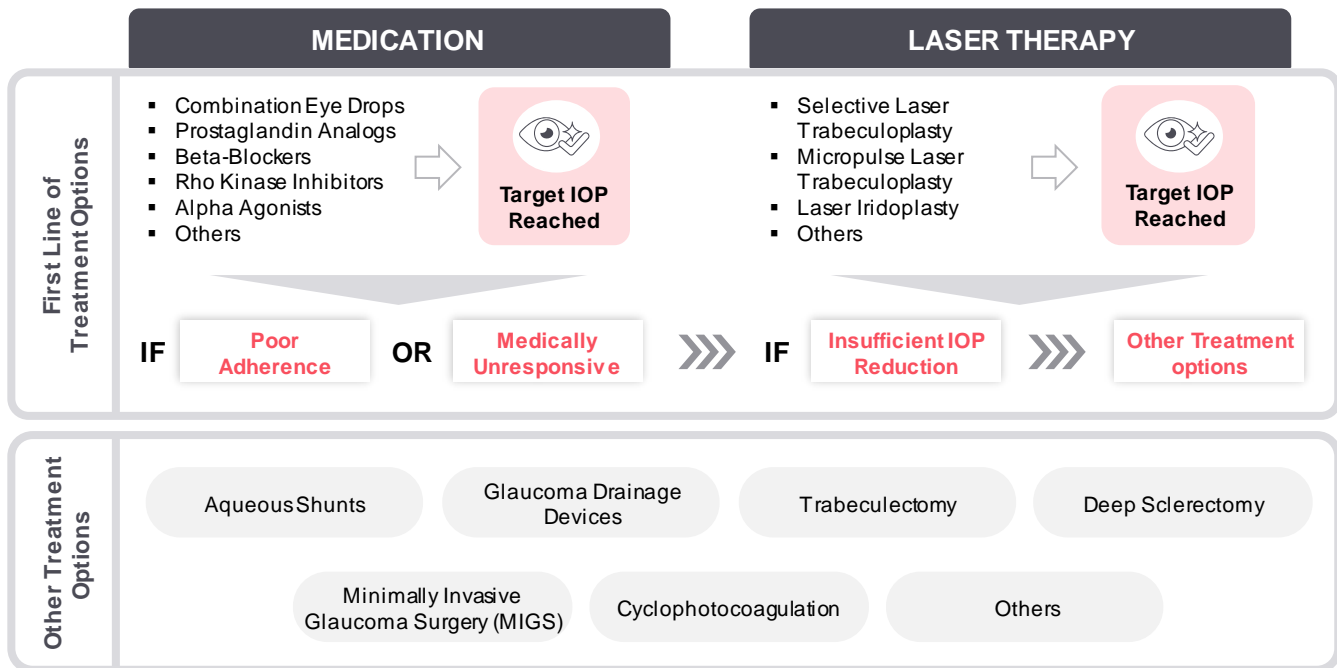 MEDICATION
LASER THERAPY
First Line of
Treatment Options
▪ Combination Eye Drops
▪ Prostaglandin Analogs
▪ Beta-Blockers
▪ Rho Kinase Inhibitors
▪ Alpha Agonists
▪ Others
Target IOP
Reached
▪ Selective Laser
Trabeculoplasty
▪ Micropulse Laser
Trabeculoplasty
▪ Laser Iridoplasty
▪ Others
Target IOP
Reached
IF
Poor
Adherence
OR
Medically
Unresponsive
IF
Insufficient IOP
Reduction
Other Treatment
options
Other Treatment
Options
Aqueous Shunts
Glaucoma Drainage
Devices
Trabeculectomy
Deep Sclerectomy
Minimally Invasive
Glaucoma Surgery (MIGS)
Cyclophotocoagulation
Others